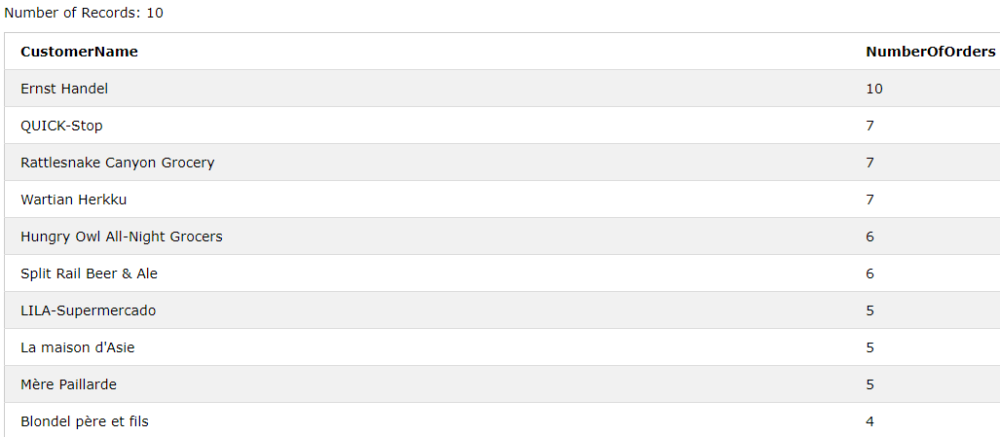 Number of Records: 10
CustomerName NumberOfOrders
Ernst Handel 10
QUICK-Stop 7
Rattlesnake Canyon Grocery 7
Wartian Herkku 7
Hungry Owl All-Night Grocers 6
Split Rail Beer & Ale 6
LILA-Supermercado 5
La maison d'Asie 5
Mère Paillarde 5
Blondel père et fils 4